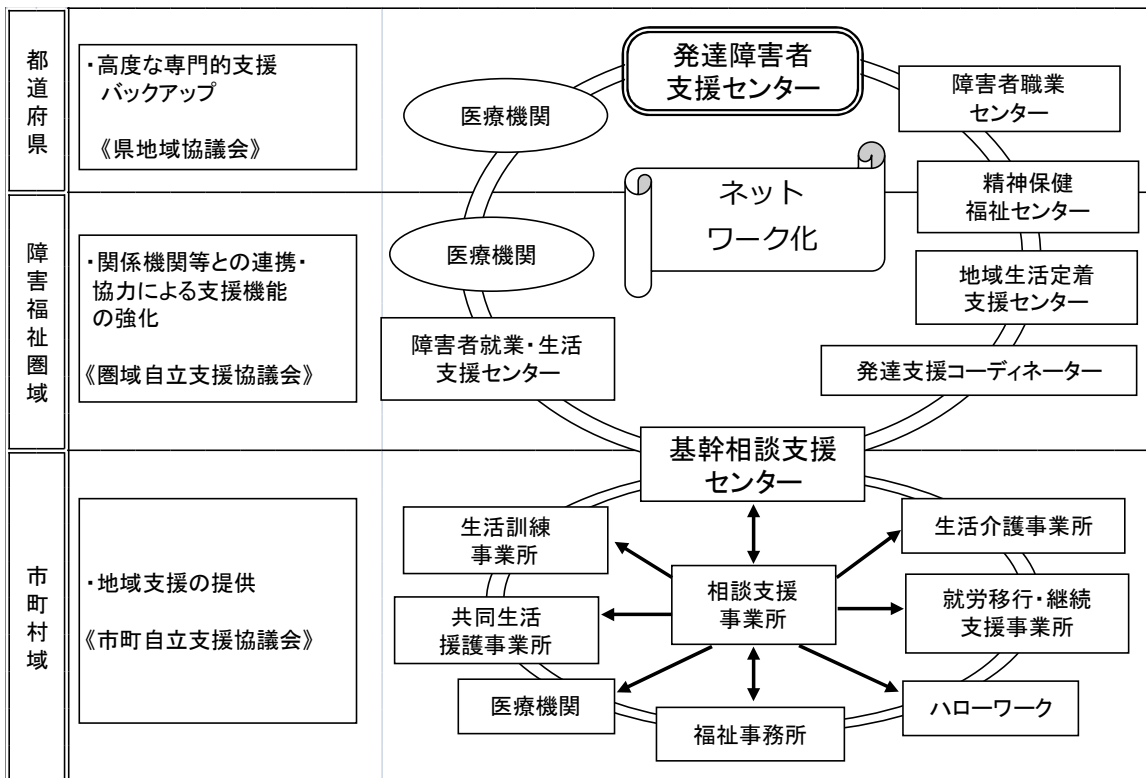 都道府県
・高度な専門的支援
バックアップ
《県地域協議会》
発達障害者
支援センター
医療機関
障害者職業
センター
精神保健
福祉センター
ネット
ワーク化
障害福祉圏域
・関係機関等との連携・
協力による支援機能
の強化
《圏域自立支援協議会》
医療機関
地域生活定着
支援センター
障害者就業・生活
支援センター
発達支援コーディネーター
基幹相談支援
センター
市町村域
・地域支援の提供
《市町自立支援協議会》
生活訓練
事業所
生活介護事業所
相談支援
事業所
共同生活
援護事業所
就労移行・継続
支援事業所
医療機関
福祉事務所
ハローワーク